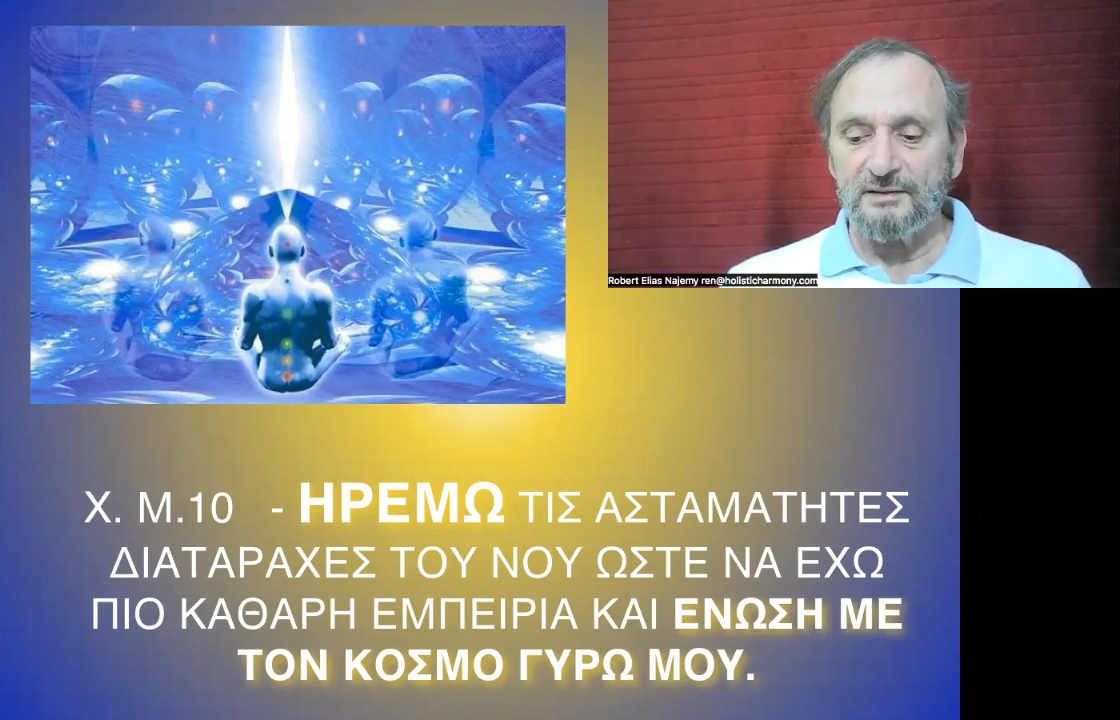 Robert Elias Najemy ren@holisticharmony.com
Χ. Μ.10 - ΗΡΕΜΩ ΤΙΣ ΑΣΤΑΜΑΤΗΤΕΣ
ΔΙΑΤΑΡΑΧΕΣ ΤΟΥ ΝΟΥ ΩΣΤΕ ΝΑ ΕΧΩ
ΠΙΟ ΚΑΘΑΡΗ ΕΜΠΕΙΡΙΑ ΚΑΙ ΕΝΩΣΗ ΜΕ
ΤΟΝ ΚΟΣΜΟ ΓΥΡΩ ΜΟΥ.